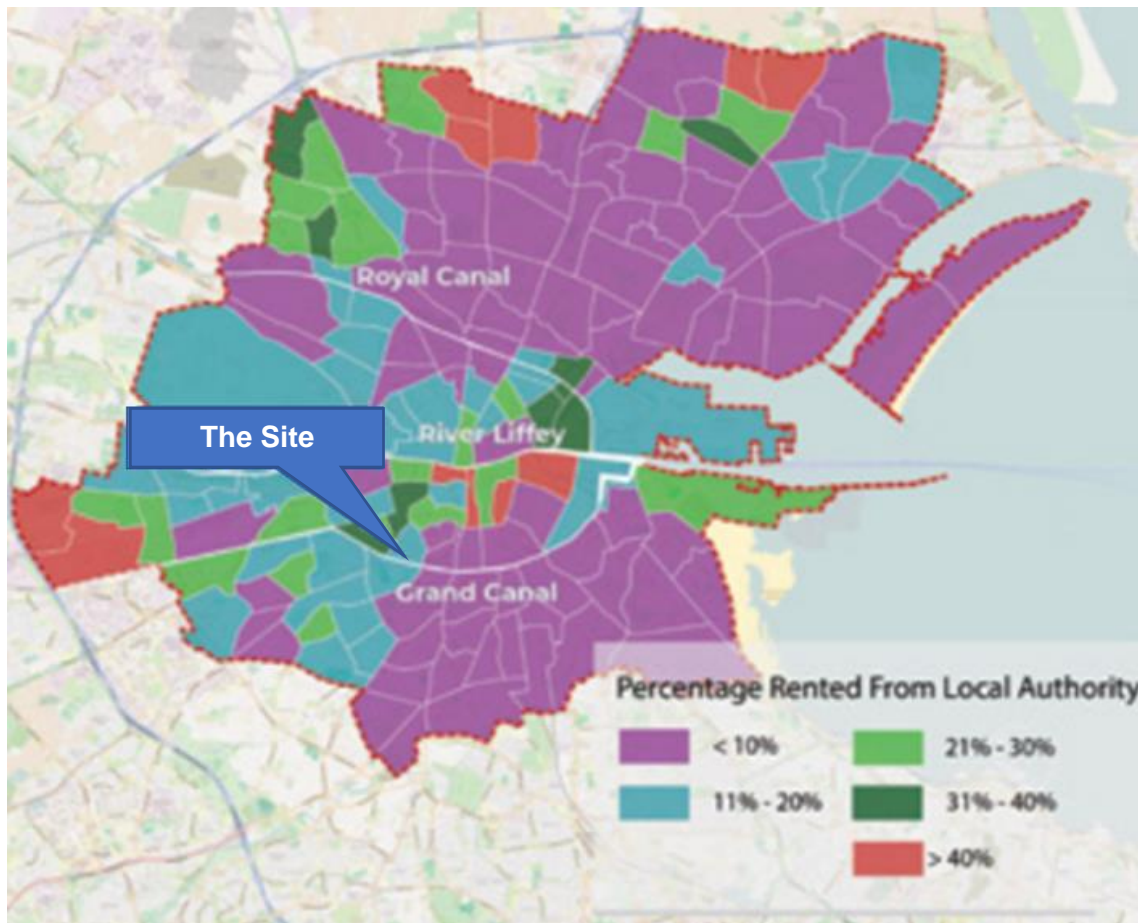 Royal Canal
The Site
River Liffey
Grand Canal
Percentage Rented From Local Authority
< 10%
21% - 30%
11% - 20%
31% - 40%
> 40%